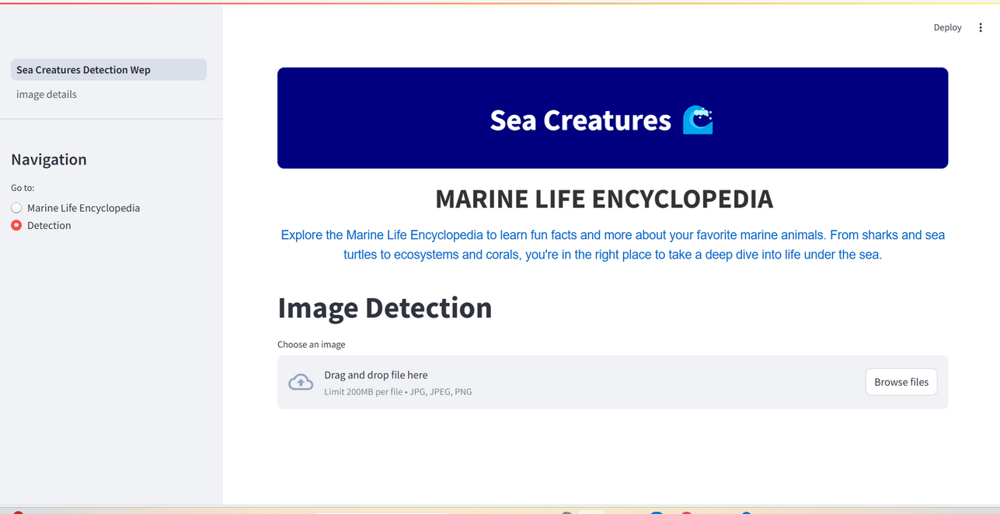 Deploy
Sea Creatures Detection Wep
image details
Navigation
Go to:
Marine Life Encyclopedia
Detection
Sea Creatures
MARINE LIFE ENCYCLOPEDIA
Explore the Marine Life Encyclopedia to learn fun facts and more about your favorite marine animals. From sharks and sea
turtles to ecosystems and corals, you're in the right place to take a deep dive into life under the sea.
Image Detection
Choose an image
Drag and drop file here
Limit 200MB per file • JPG, JPEG, PNG
Browse files